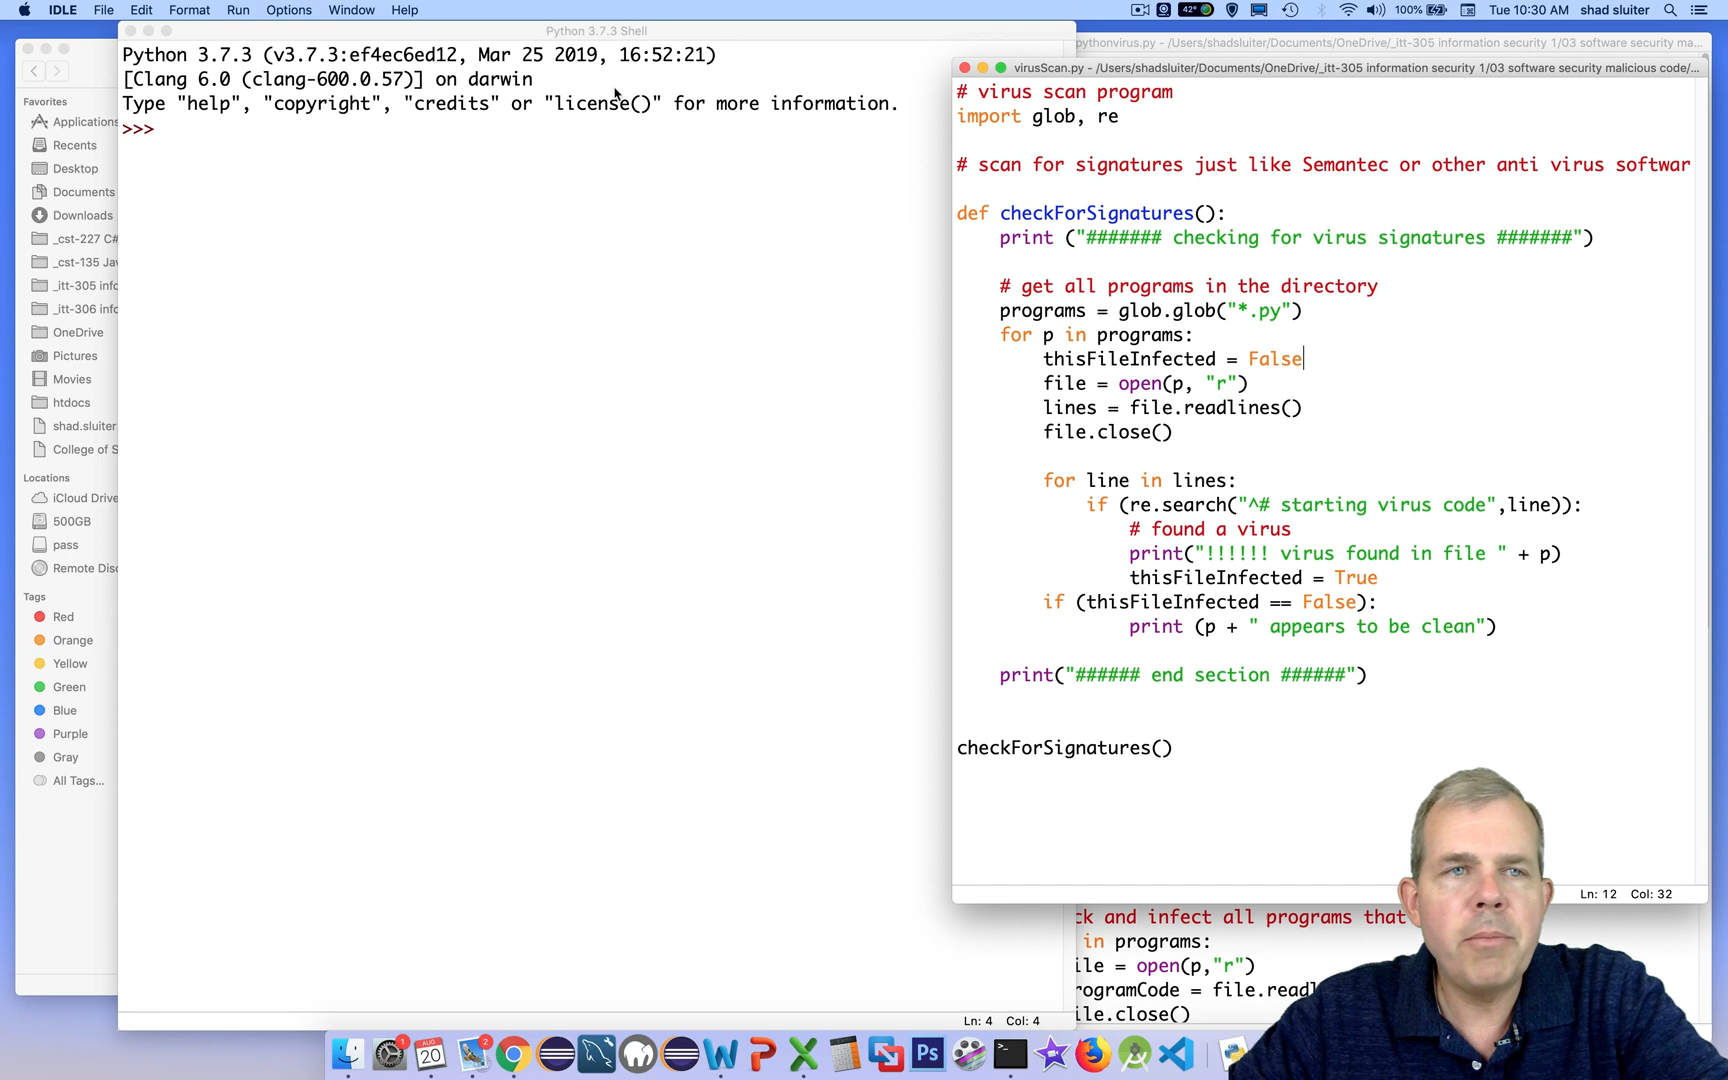 IDLE File Edit Format Run Options Window Help
42° 100% Tue 10:30 AM shad sluiter
Python 3.7.3 Shell
Python 3.7.3 (v3.7.3:ef4ec6ed12, Mar 25 2019, 16:52:21)
[Clang 6.0 (clang-600.0.57)] on darwin
Type "help", "copyright", "credits" or "license()" for more information.
>>>
Ln: 4 Col: 4
Favorites
Applications
Recents
Desktop
Documents
Downloads
_cst-227 C#
_cst-135 Jav
_itt-305 info
_itt-306 info
OneDrive
Pictures
Movies
htdocs
shad.sluiter
College of S
Locations
iCloud Drive
500GB
pass
Remote Disc
Tags
Red
Orange
Yellow
Green
Blue
Purple
Gray
All Tags...
pythonvirus.py - /Users/shadsluiter/Documents/OneDrive/_itt-305 information security 1/03 software security ma...
virusScan.py - /Users/shadsluiter/Documents/OneDrive/_itt-305 information security 1/03 software security malicious code/...
# virus scan program
import glob, re
# scan for signatures just like Semantec or other anti virus softwar
def checkForSignatures():
print ("####### checking for virus signatures #######")
# get all programs in the directory
programs = glob.glob("*.py")
for p in programs:
thisFileInfected = False
file = open(p, "r")
lines = file.readlines()
file.close()
for line in lines:
if (re.search("^# starting virus code",line)):
# found a virus
print("!!!!!! virus found in file " + p)
thisFileInfected = True
if (thisFileInfected == False):
print (p + " appears to be clean")
print("###### end section ######")
checkForSignatures()
Ln: 12 Col: 32
ck and infect all programs that
in programs:
ile = open(p,"r")
rogramCode = file.readl
ile.close()
1
AUG
20
2
Ps